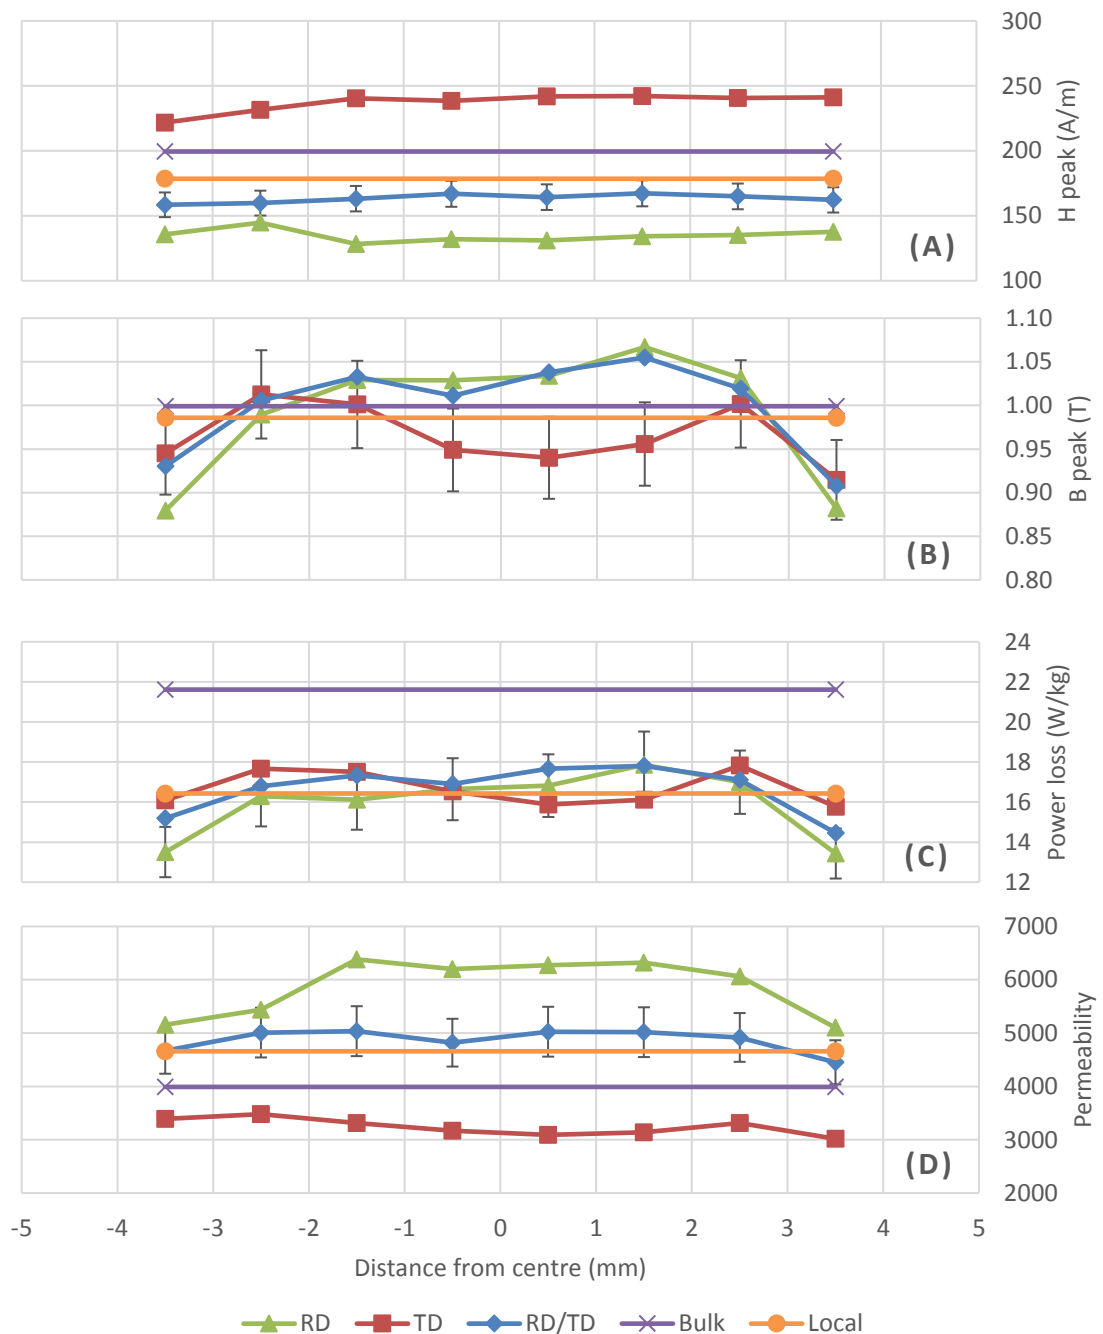 300
250
200
150
100
H peak (A/m)
(A)
1.10
1.05
1.00
0.95
0.90
0.85
0.80
B peak (T)
(B)
24
22
20
18
16
14
12
Power loss (W/kg)
(C)
7000
6000
5000
4000
3000
2000
Permeability
(D)
-5 -4 -3 -2 -1 0 1 2 3 4 5
Distance from centre (mm)
RD TD RD/TD Bulk Local